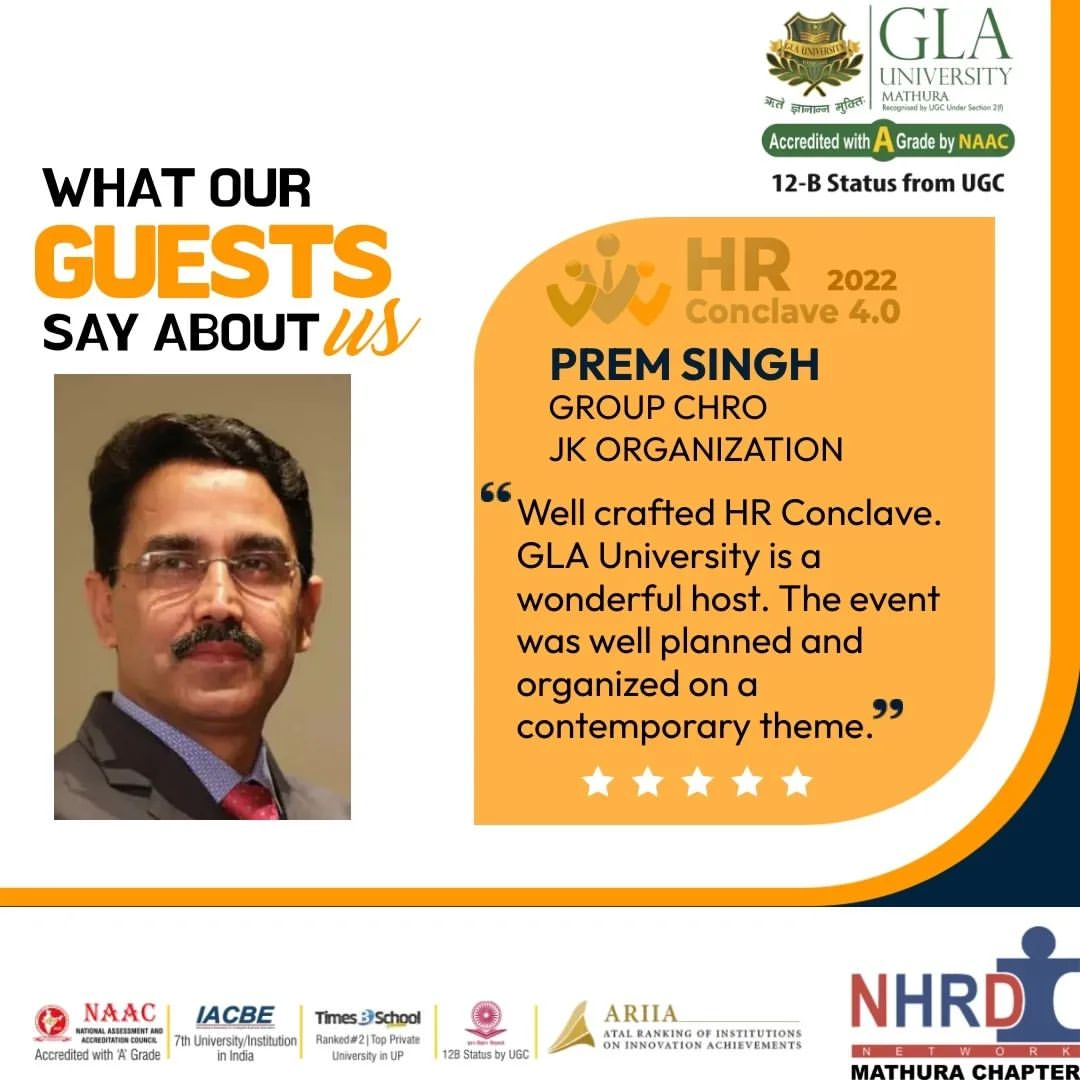 GLA UNIVERSITY
ऋते ज्ञानान्न मुक्तिः
GLA
UNIVERSITY
MATHURA
Recognised by UGC Under Section 2(f)
Accredited with A Grade by NAAC
12-B Status from UGC
WHAT OUR
GUESTS
SAY ABOUT us
HR 2022
Conclave 4.0
PREM SINGH
GROUP CHRO
JK ORGANIZATION
“Well crafted HR Conclave.
GLA University is a
wonderful host. The event
was well planned and
organized on a
contemporary theme.”
NAAC
NATIONAL ASSESSMENT AND
ACCREDITATION COUNCIL
Accredited with 'A' Grade
IACBE
7th University/Institution
in India
Times B School
Ranked#2|Top Private
University in UP
12B Status by UGC
ARIIA
ATAL RANKING OF INSTITUTIONS
ON INNOVATION ACHIEVEMENTS
NHRD
NETWORK
MATHURA CHAPTER